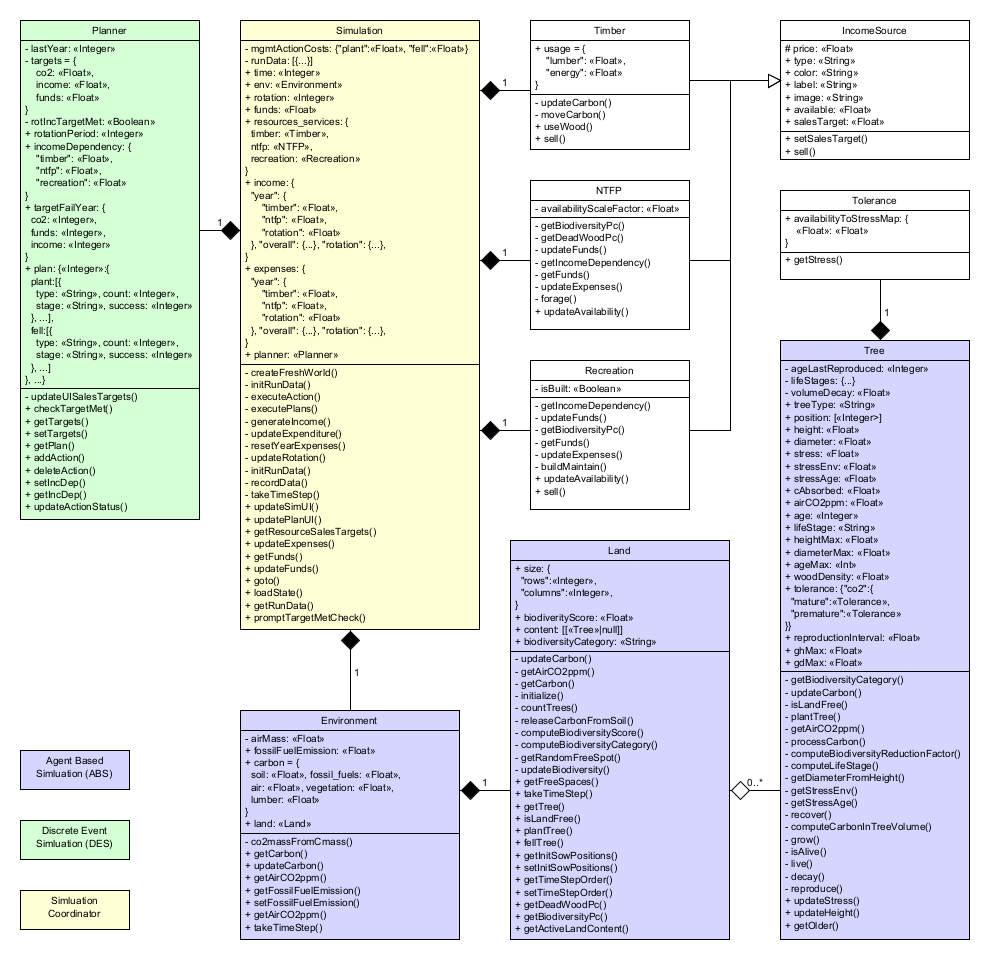 Planner
- lastYear: «Integer»
- targets = {
co2: «Float»,
income: «Float»,
funds: «Float»
}
- rotIncTargetMet: «Boolean»
+ rotationPeriod: «Integer»
+ incomeDependency: {
"timber": «Float»,
"ntfp": «Float»,
"recreation": «Float»
}
+ targetFailYear: {
co2: «Integer»,
funds: «Integer»,
income: «Integer»
}
+ plan: {«Integer»:{
plant:[{
type: «String», count: «Integer»,
stage: «String», success: «Integer»
}, ...],
fell:[{
type: «String», count: «Integer»,
stage: «String», success: «Integer»
}, ...]
}, ...}
- updateUISalesTargets()
+ checkTargetMet()
+ getTargets()
+ setTargets()
+ getPlan()
+ addAction()
+ deleteAction()
+ setIncDep()
+ getIncDep()
+ updateActionStatus()
1
Simulation
- mgmtActionCosts: {"plant":«Float», "fell":«Float»}
- runData: [{...}]
+ time: «Integer»
+ env: «Environment»
+ rotation: «Integer»
+ funds: «Float»
+ resources_services: {
timber: «Timber»,
ntfp: «NTFP»,
recreation: «Recreation»
}
+ income: {
"year": {
"timber": «Float»,
"ntfp": «Float»,
"rotation": «Float»
}, "overall": {...}, "rotation": {...},
}
+ expenses: {
"year": {
"timber": «Float»,
"ntfp": «Float»,
"rotation": «Float»
}, "overall": {...}, "rotation": {...},
}
+ planner: «Planner»
- createFreshWorld()
- initRunData()
- executeAction()
- executePlans()
- generateIncome()
- updateExpenditure()
- resetYearExpenses()
- updateRotation()
- initRunData()
- recordData()
- takeTimeStep()
+ updateSimUI()
+ updatePlanUI()
+ getResourceSalesTargets()
+ updateExpenses()
+ getFunds()
+ updateFunds()
+ goto()
+ loadState()
+ getRunData()
+ promptTargetMetCheck()
1
1
1
1
Timber
+ usage = {
"lumber": «Float»,
"energy": «Float»
}
- updateCarbon()
- moveCarbon()
+ useWood()
+ sell()
NTFP
- availabilityScaleFactor: «Float»
- getBiodiversityPc()
- getDeadWoodPc()
- updateFunds()
- getIncomeDependency()
- getFunds()
- updateExpenses()
- forage()
+ updateAvailability()
Recreation
- isBuilt: «Boolean»
- getIncomeDependency()
- updateFunds()
- getBiodiversityPc()
- getFunds()
- updateExpenses()
- buildMaintain()
+ updateAvailability()
+ sell()
IncomeSource
# price: «Float»
+ type: «String»
+ color: «String»
+ label: «String»
+ image: «String»
+ available: «Float»
+ salesTarget: «Float»
+ setSalesTarget()
+ sell()
Tolerance
+ availabilityToStressMap: {
«Float»: «Float»
}
+ getStress()
1
Tree
- ageLastReproduced: «Integer»
- lifeStages: {...}
- volumeDecay: «Float»
+ treeType: «String»
+ position: [«Integer>]
+ height: «Float»
+ diameter: «Float»
+ stress: «Float»
+ stressEnv: «Float»
+ stressAge: «Float»
+ cAbsorbed: «Float»
+ airCO2ppm: «Float»
+ age: «Integer»
+ lifeStage: «String»
+ heightMax: «Float»
+ diameterMax: «Float»
+ ageMax: «Int»
+ woodDensity: «Float»
+ tolerance: {"co2":{
"mature":«Tolerance»,
"premature":«Tolerance»
}}
+ reproductionInterval: «Float»
+ ghMax: «Float»
+ gdMax: «Float»
- getBiodiversityCategory()
- updateCarbon()
- isLandFree()
- plantTree()
- getAirCO2ppm()
- processCarbon()
- computeBiodiversityReductionFactor()
- computeLifeStage()
- getDiameterFromHeight()
- getStressEnv()
- getStressAge()
- recover()
- computeCarbonInTreeVolume()
- grow()
- isAlive()
- live()
- decay()
- reproduce()
+ updateStress()
+ updateHeight()
+ getOlder()
Land
+ size: {
"rows":«Integer»,
"columns":«Integer»,
}
+ biodiverityScore: «Float»
+ content: [[«Tree»|null]]
+ biodiversityCategory: «String»
- updateCarbon()
- getAirCO2ppm()
- getCarbon()
- initialize()
- countTrees()
- releaseCarbonFromSoil()
- computeBiodiversityScore()
- computeBiodiversityCategory()
- getRandomFreeSpot()
- updateBiodiversity()
+ getFreeSpaces()
+ takeTimeStep()
+ getTree()
+ isLandFree()
+ plantTree()
+ fellTree()
+ getInitSowPositions()
+ setInitSowPositions()
+ getTimeStepOrder()
+ setTimeStepOrder()
+ getDeadWoodPc()
+ getBiodiversityPc()
+ getActiveLandContent()
0..*
Environment
- airMass: «Float»
+ fossilFuelEmission: «Float»
+ carbon = {
soil: «Float», fossil_fuels: «Float»,
air: «Float», vegetation: «Float»,
lumber: «Float»
}
+ land: «Land»
- co2massFromCmass()
+ getCarbon()
+ updateCarbon()
+ getAirCO2ppm()
+ getFossilFuelEmission()
+ setFossilFuelEmission()
+ getAirCO2ppm()
+ takeTimeStep()
1
Agent Based
Simluation (ABS)
Discrete Event
Simluation (DES)
Simluation
Coordinator